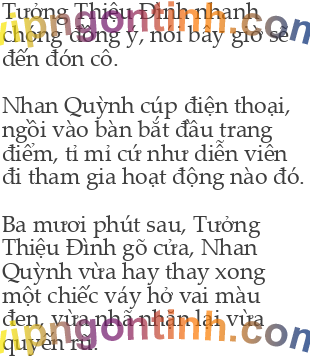 Tưởng Thiệu Đình nhanh
chóng đồng ý, nói bây giờ sẽ
đến đón cô.
Nhan Quỳnh cúp điện thoại,
ngồi vào bàn bắt đầu trang
điểm, tỉ mỉ cứ như diễn viên
đi tham gia hoạt động nào đó.
Ba mươi phút sau, Tưởng
Thiệu Đình gõ cửa, Nhan
Quỳnh vừa hay thay xong
một chiếc váy hở vai màu
đen, vừa nhã nhặn lại vừa
quyến rũ.